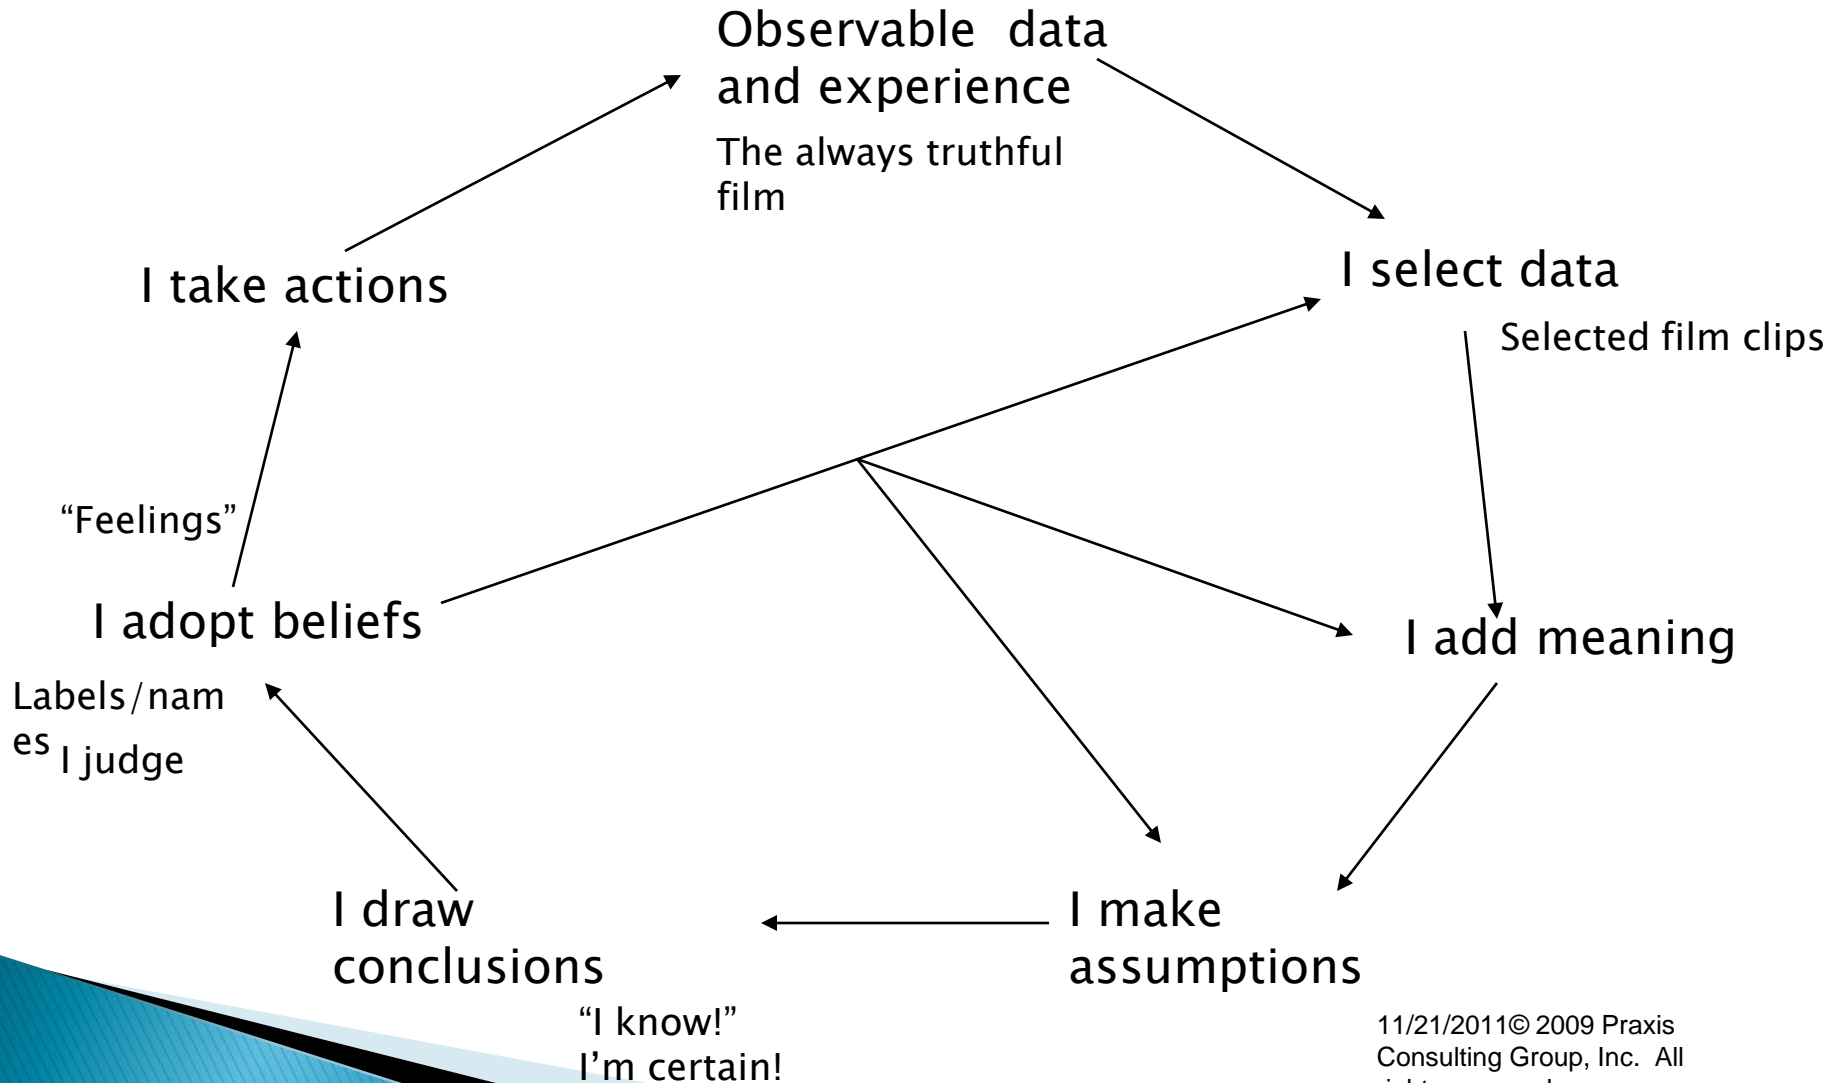 Observable  data
and experience
The always truthful
film
I select data
Selected film clips
I add meaning
I make
assumptions
I draw
conclusions
“I know!”
I’m certain!
I adopt beliefs
Labels/nam
es
I judge
“Feelings”
I take actions
11/21/2011© 2009 Praxis
Consulting Group, Inc.  All